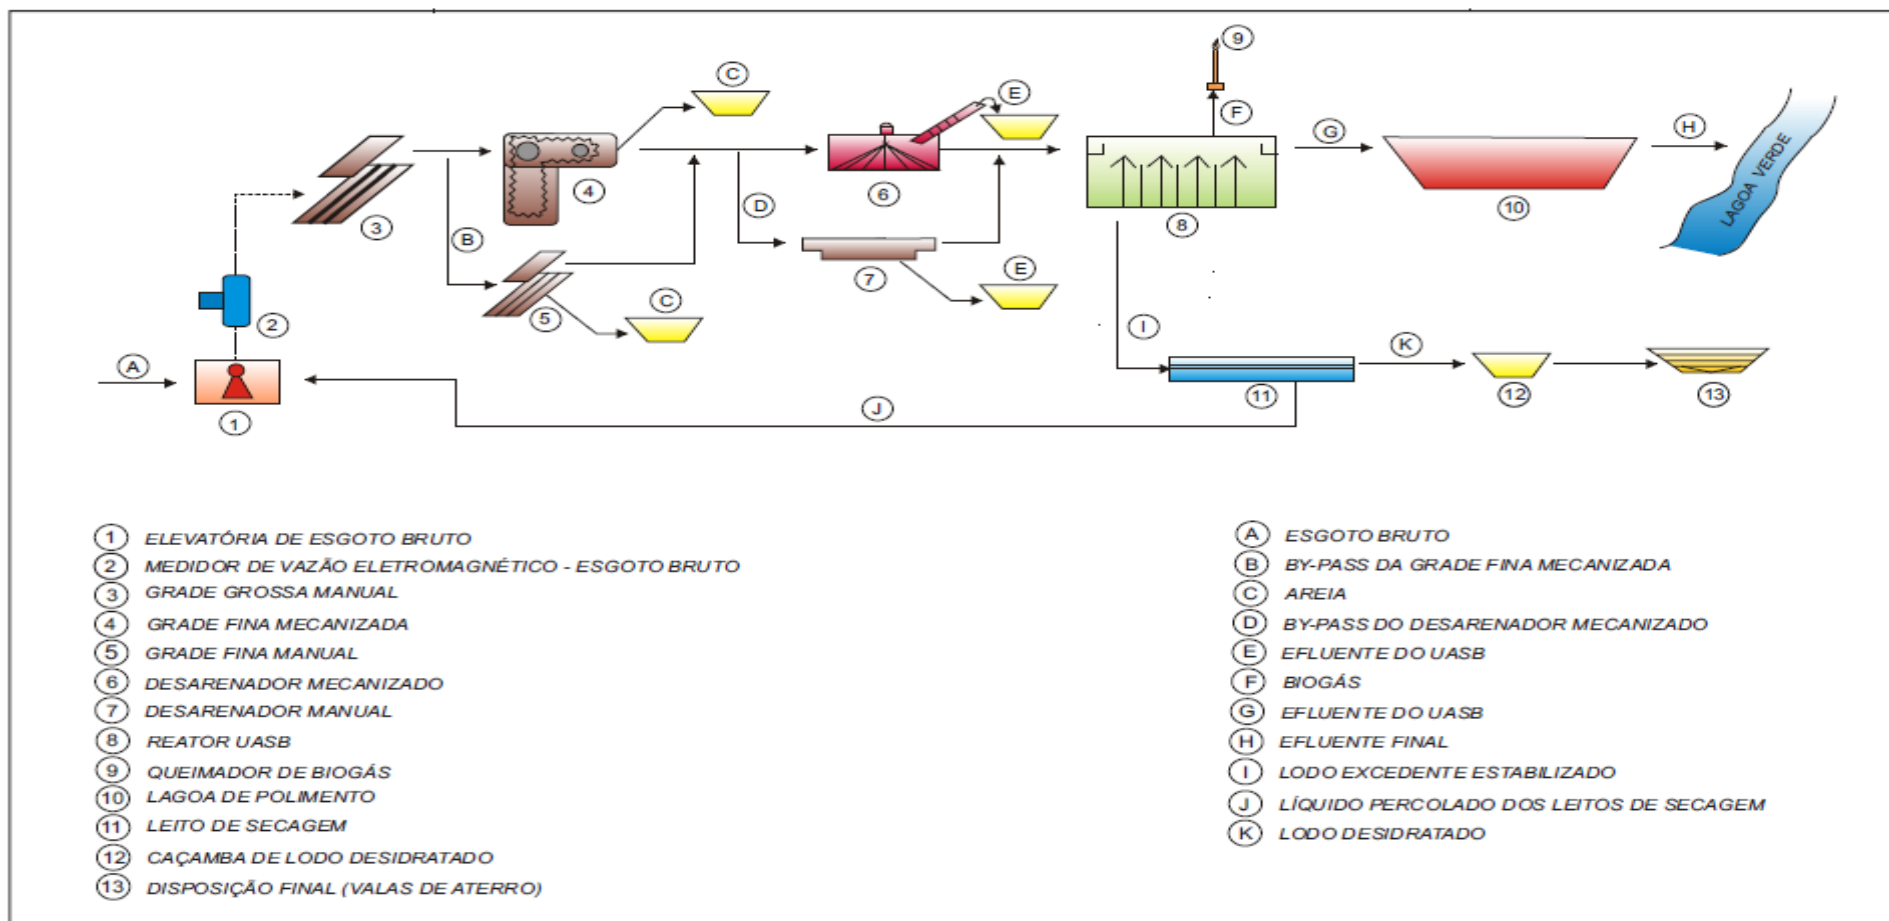 9
C
E
F
G
H
LAGOA VERDE
4
6
D
3
B
8
10
E
7
C
2
5
I
K
A
11
12
13
J
1
1 ELEVATÓRIA DE ESGOTO BRUTO
2 MEDIDOR DE VAZÃO ELETROMAGNÉTICO - ESGOTO BRUTO
3 GRADE GROSSA MANUAL
4 GRADE FINA MECANIZADA
5 GRADE FINA MANUAL
6 DESARENADOR MECANIZADO
7 DESARENADOR MANUAL
8 REATOR UASB
9 QUEIMADOR DE BIOGÁS
10 LAGOA DE POLIMENTO
11 LEITO DE SECAGEM
12 CAÇAMBA DE LODO DESIDRATADO
13 DISPOSIÇÃO FINAL (VALAS DE ATERRO)
A ESGOTO BRUTO
B BY-PASS DA GRADE FINA MECANIZADA
C AREIA
D BY-PASS DO DESARENADOR MECANIZADO
E EFLUENTE DO UASB
F BIOGÁS
G EFLUENTE DO UASB
H EFLUENTE FINAL
I LODO EXCEDENTE ESTABILIZADO
J LÍQUIDO PERCOLADO DOS LEITOS DE SECAGEM
K LODO DESIDRATADO